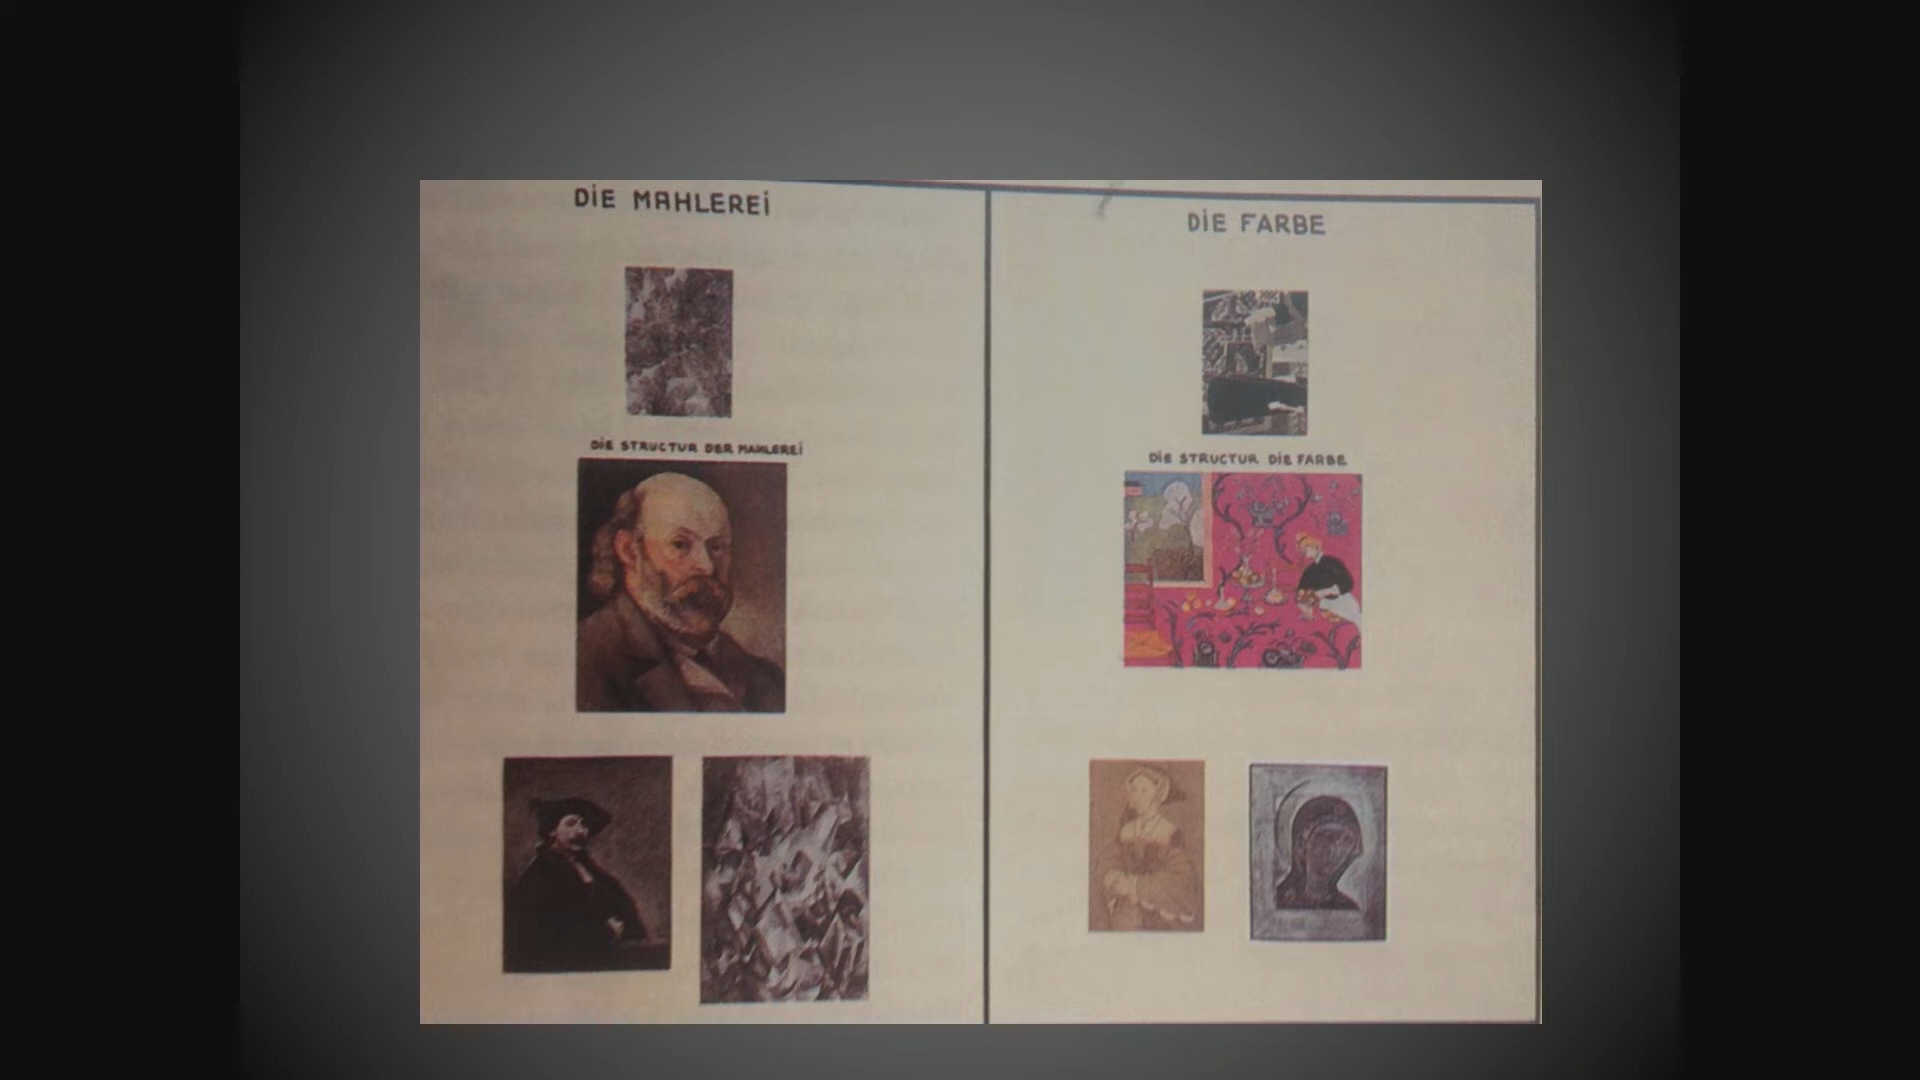 DIE MAHLEREI
DIE STRUCTUR DER MAHLEREI
DIE FARBE
DIE STRUCTUR DIE FARBE